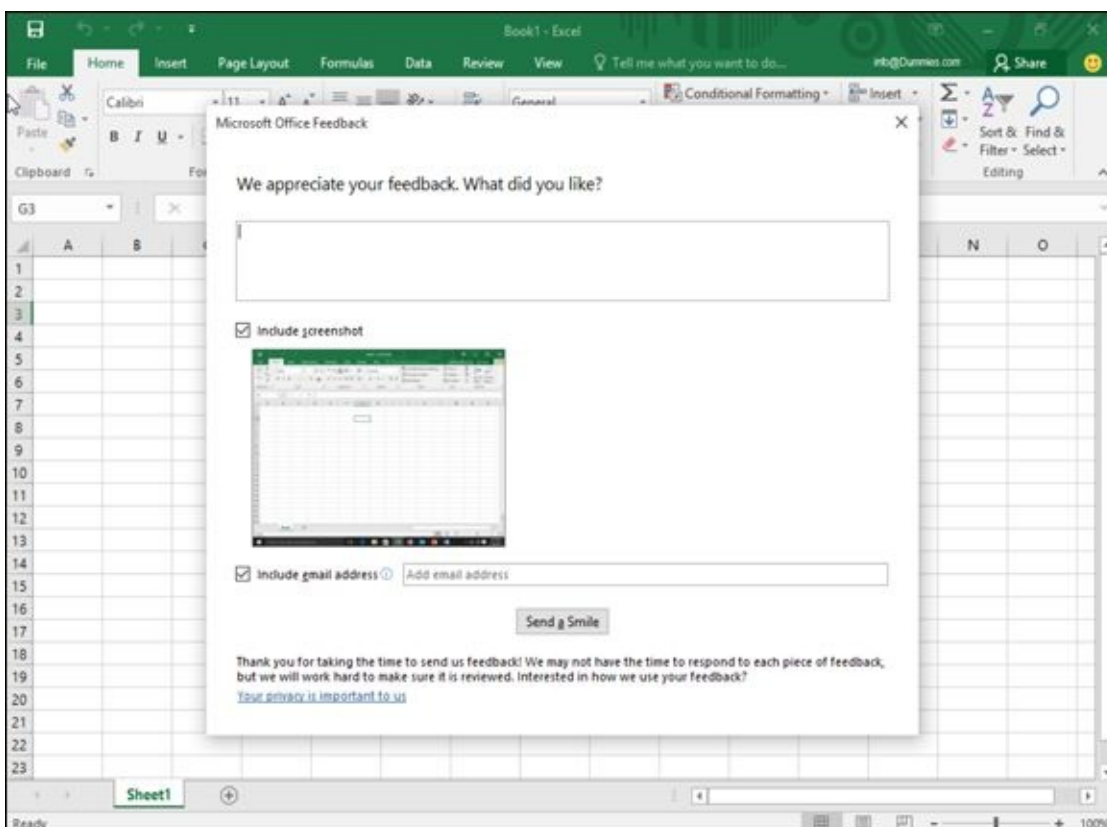 Book1 - Excel
File Home Insert Page Layout Formulas Data Review View Tell me what you want to do... info@Dummies.com Share
Calibri 11 General Conditional Formatting Insert
Paste B I U Sort & Find &
Filter Select
Clipboard Editing
G3
Microsoft Office Feedback
We appreciate your feedback. What did you like?
Include screenshot
Include email address Add email address
Send a Smile
Thank you for taking the time to send us feedback! We may not have the time to respond to each piece of feedback,
but we will work hard to make sure it is reviewed. Interested in how we use your feedback?
Your privacy is important to us
A B N O
1
2
3
4
5
6
7
8
9
10
11
12
13
14
15
16
17
18
19
20
21
22
23
Sheet1
Ready 100%